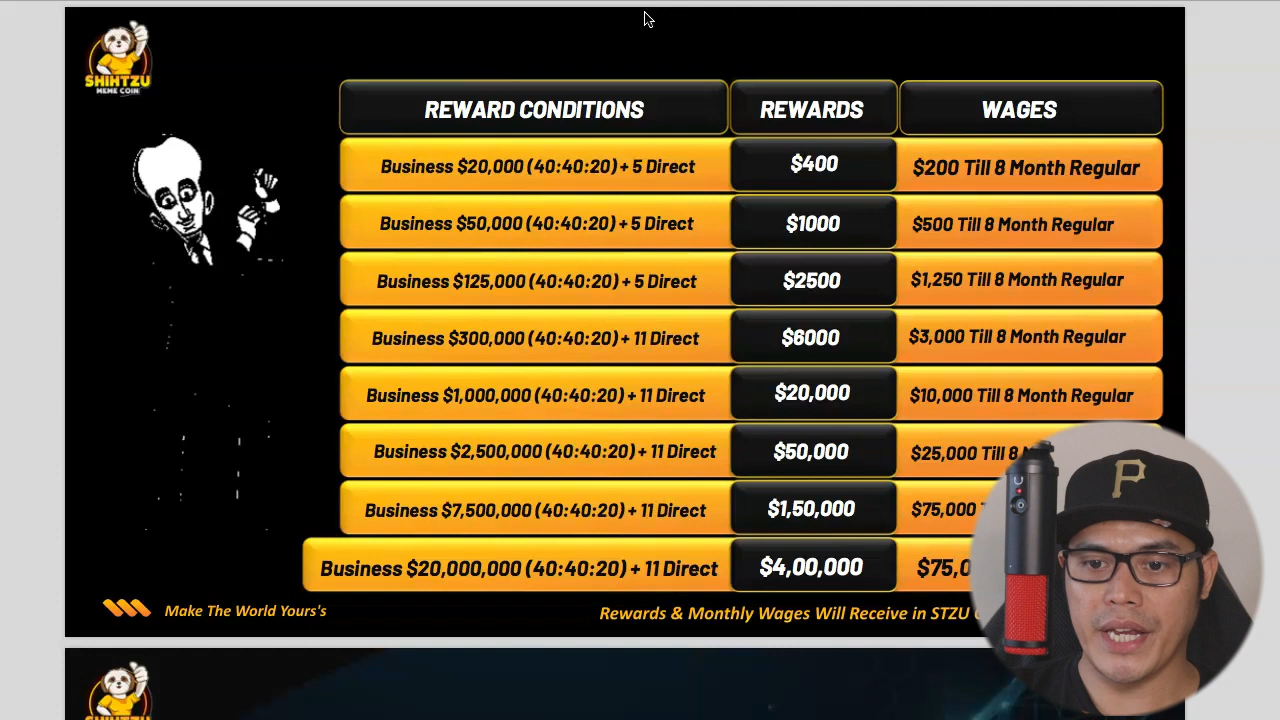 SHIHTZU
MEME COIN
REWARD CONDITIONS REWARDS WAGES
Business $20,000 (40:40:20) + 5 Direct $400 $200 Till 8 Month Regular
Business $50,000 (40:40:20) + 5 Direct $1000 $500 Till 8 Month Regular
Business $125,000 (40:40:20) + 5 Direct $2500 $1,250 Till 8 Month Regular
Business $300,000 (40:40:20) + 11 Direct $6000 $3,000 Till 8 Month Regular
Business $1,000,000 (40:40:20) + 11 Direct $20,000 $10,000 Till 8 Month Regular
Business $2,500,000 (40:40:20) + 11 Direct $50,000 $25,000 Till 8
Business $7,500,000 (40:40:20) + 11 Direct $1,50,000 $75,000
Business $20,000,000 (40:40:20) + 11 Direct $4,00,000
Make The World Yours's Rewards & Monthly Wages Will Receive in STZU
P